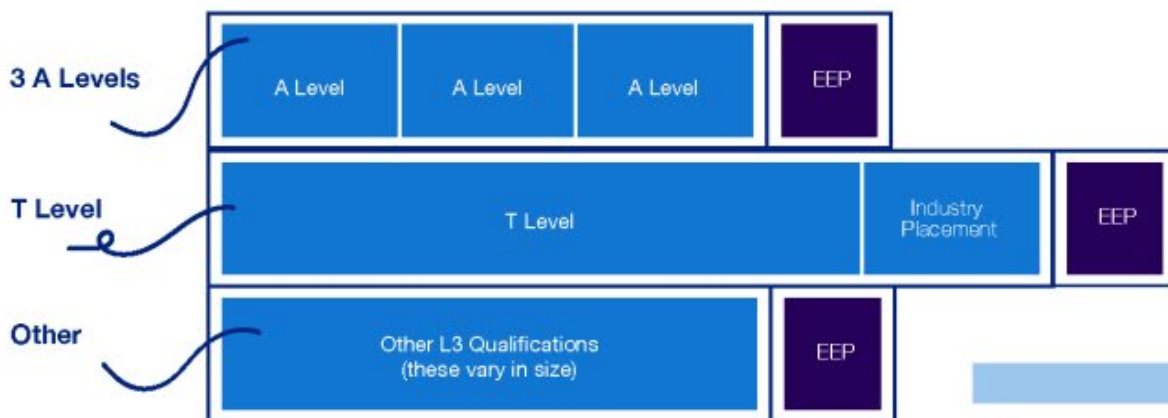 3 A Levels
A Level
A Level
A Level
EEP
T Level
T Level
Industry
Placement
EEP
Other
Other L3 Qualifications
(these vary in size)
EEP